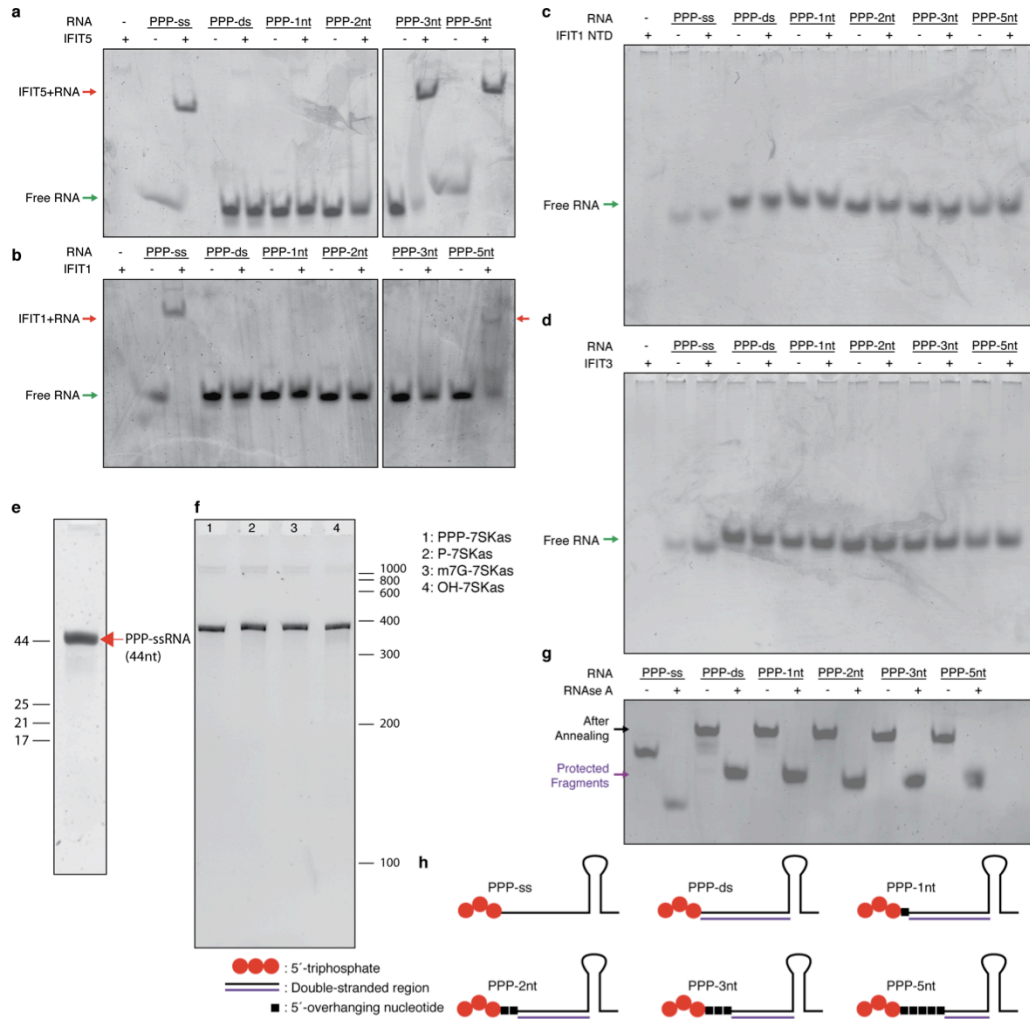 a
RNA - PPP-ss PPP-ds PPP-1nt PPP-2nt PPP-3nt PPP-5nt
IFIT5 + - + - + - + - + - + - +
IFIT5+RNA
Free RNA
b
RNA - PPP-ss PPP-ds PPP-1nt PPP-2nt PPP-3nt PPP-5nt
IFIT1 + - + - + - + - + - + - +
IFIT1+RNA
Free RNA
c
RNA - PPP-ss PPP-ds PPP-1nt PPP-2nt PPP-3nt PPP-5nt
IFIT1 NTD + - + - + - + - + - + - +
Free RNA
d
RNA - PPP-ss PPP-ds PPP-1nt PPP-2nt PPP-3nt PPP-5nt
IFIT3 + - + - + - + - + - + - +
Free RNA
e
44
25
21
17
PPP-ssRNA
(44nt)
f
1 2 3 4
1000
800
600
400
300
200
100
1: PPP-7SKas
2: P-7SKas
3: m7G-7SKas
4: OH-7SKas
g
RNA PPP-ss PPP-ds PPP-1nt PPP-2nt PPP-3nt PPP-5nt
RNAse A - + - + - + - + - + - +
After
Annealing
Protected
Fragments
h
PPP-ss PPP-ds PPP-1nt
PPP-2nt PPP-3nt PPP-5nt
: 5´-triphosphate
: Double-stranded region
: 5´-overhanging nucleotide